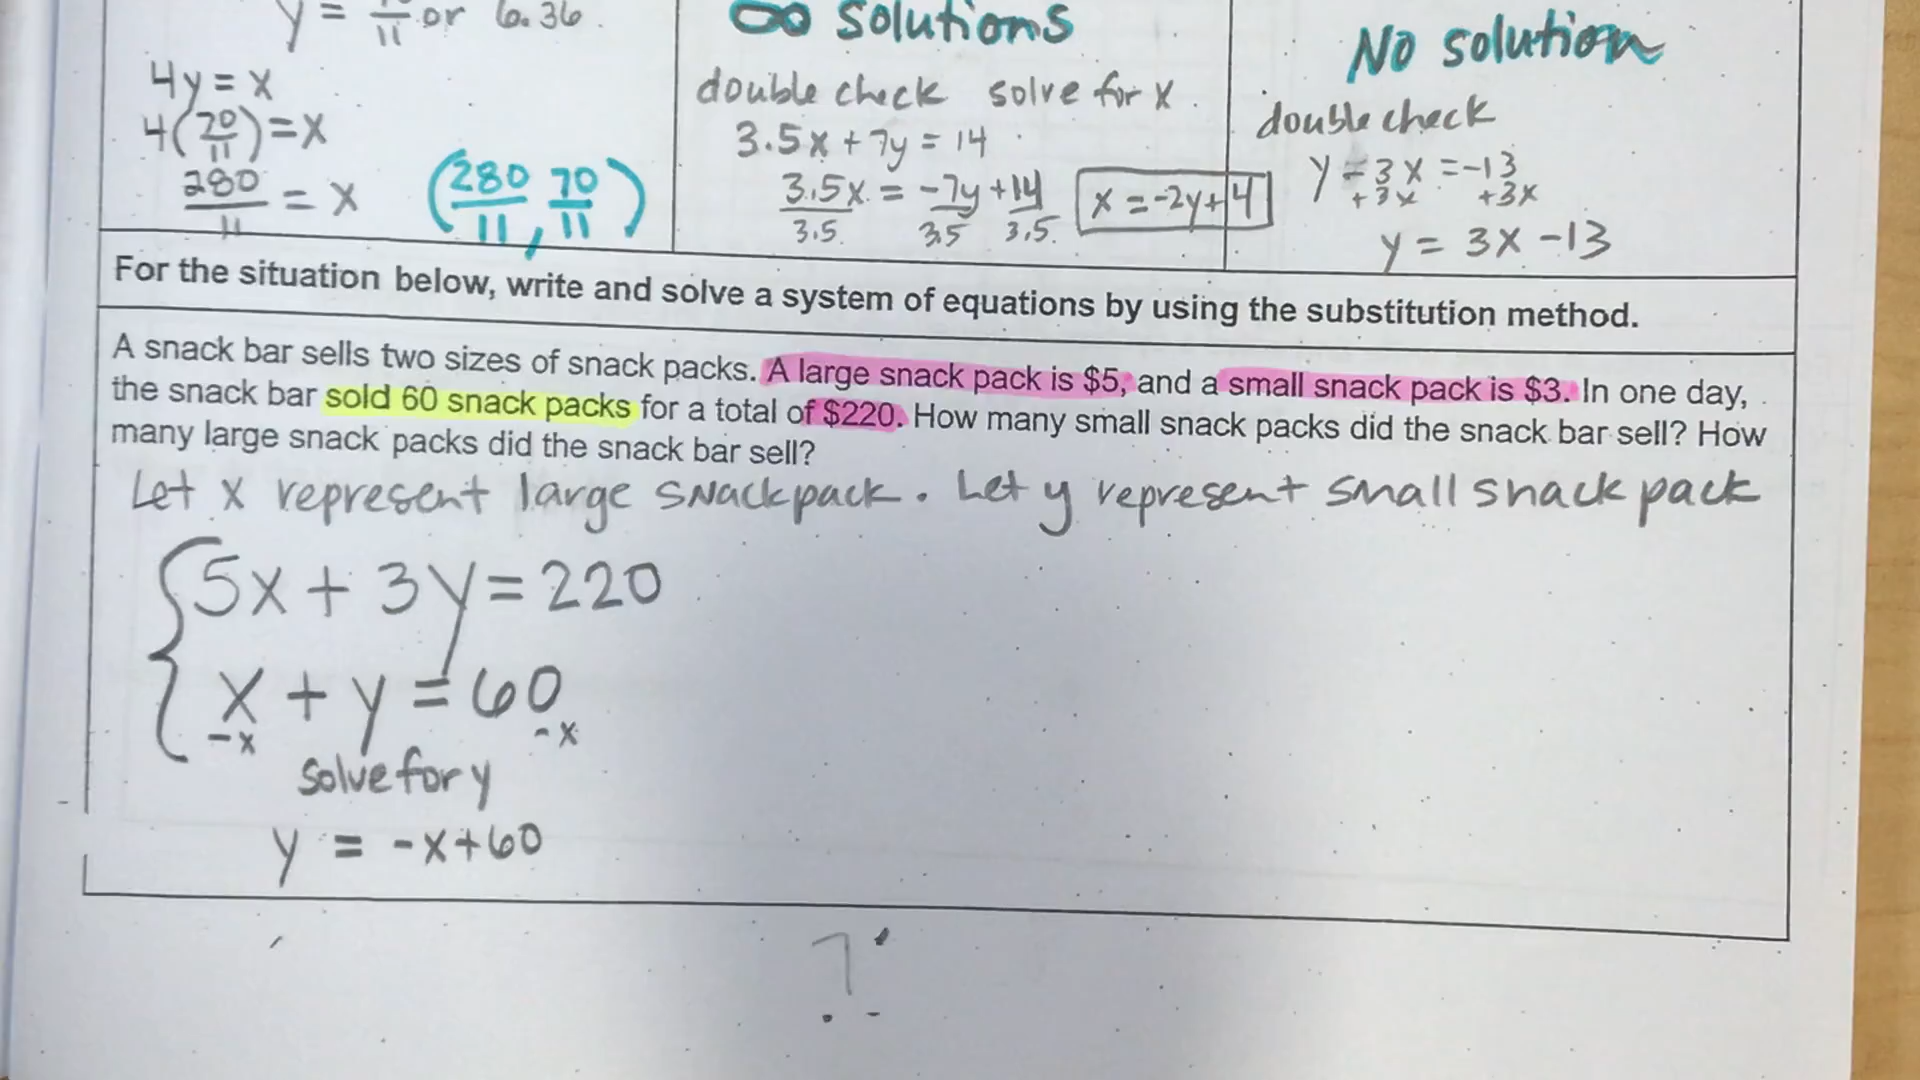 y = 70/11 or 6.36
4y = x
4(70/11) = x
280/11 = x
(280/11, 70/11)
∞ solutions
double check solve for x
3.5x + 7y = 14
3.5x = -7y + 14
3.5 3.5 3.5
x = -2y + 4
No solution
double check
y - 3x = -13
+3x +3x
y = 3x - 13
For the situation below, write and solve a system of equations by using the substitution method.
A snack bar sells two sizes of snack packs. A large snack pack is $5, and a small snack pack is $3. In one day,
the snack bar sold 60 snack packs for a total of $220. How many small snack packs did the snack bar sell? How
many large snack packs did the snack bar sell?
Let x represent large snack pack. Let y represent small snack pack
5x + 3y = 220
x + y = 60
-x -x
solve for y
y = -x + 60